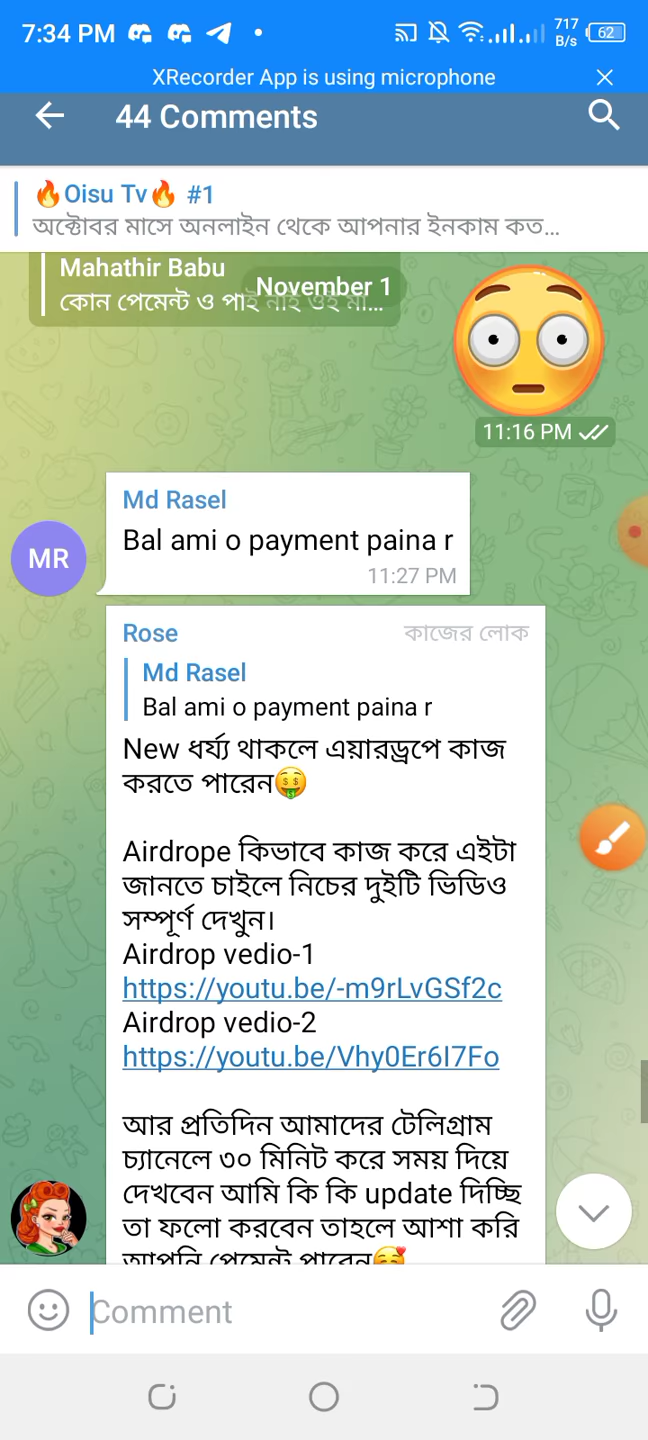 7:34 PM
717 B/s
62
XRecorder App is using microphone
44 Comments
🔥Oisu Tv🔥 #1
অক্টোবর মাসে অনলাইন থেকে আপনার ইনকাম কত...
Mahathir Babu
November 1
কোন পেমেন্ট ও পাই নাই ওই মা...
11:16 PM
Md Rasel
Bal ami o payment paina r
11:27 PM
MR
Rose কাজের লোক
Md Rasel
Bal ami o payment paina r
New ধর্য্য থাকলে এয়ারড্রপে কাজ
করতে পারেন🤑
Airdrope কিভাবে কাজ করে এইটা
জানতে চাইলে নিচের দুইটি ভিডিও
সম্পূর্ণ দেখুন।
Airdrop vedio-1
https://youtu.be/-m9rLvGSf2c
Airdrop vedio-2
https://youtu.be/Vhy0Er6I7Fo
আর প্রতিদিন আমাদের টেলিগ্রাম
চ্যানেলে ৩০ মিনিট করে সময় দিয়ে
দেখবেন আমি কি কি update দিচ্ছি
তা ফলো করবেন তাহলে আশা করি
আপনি পেমেন্ট পাবেন🥰
Comment